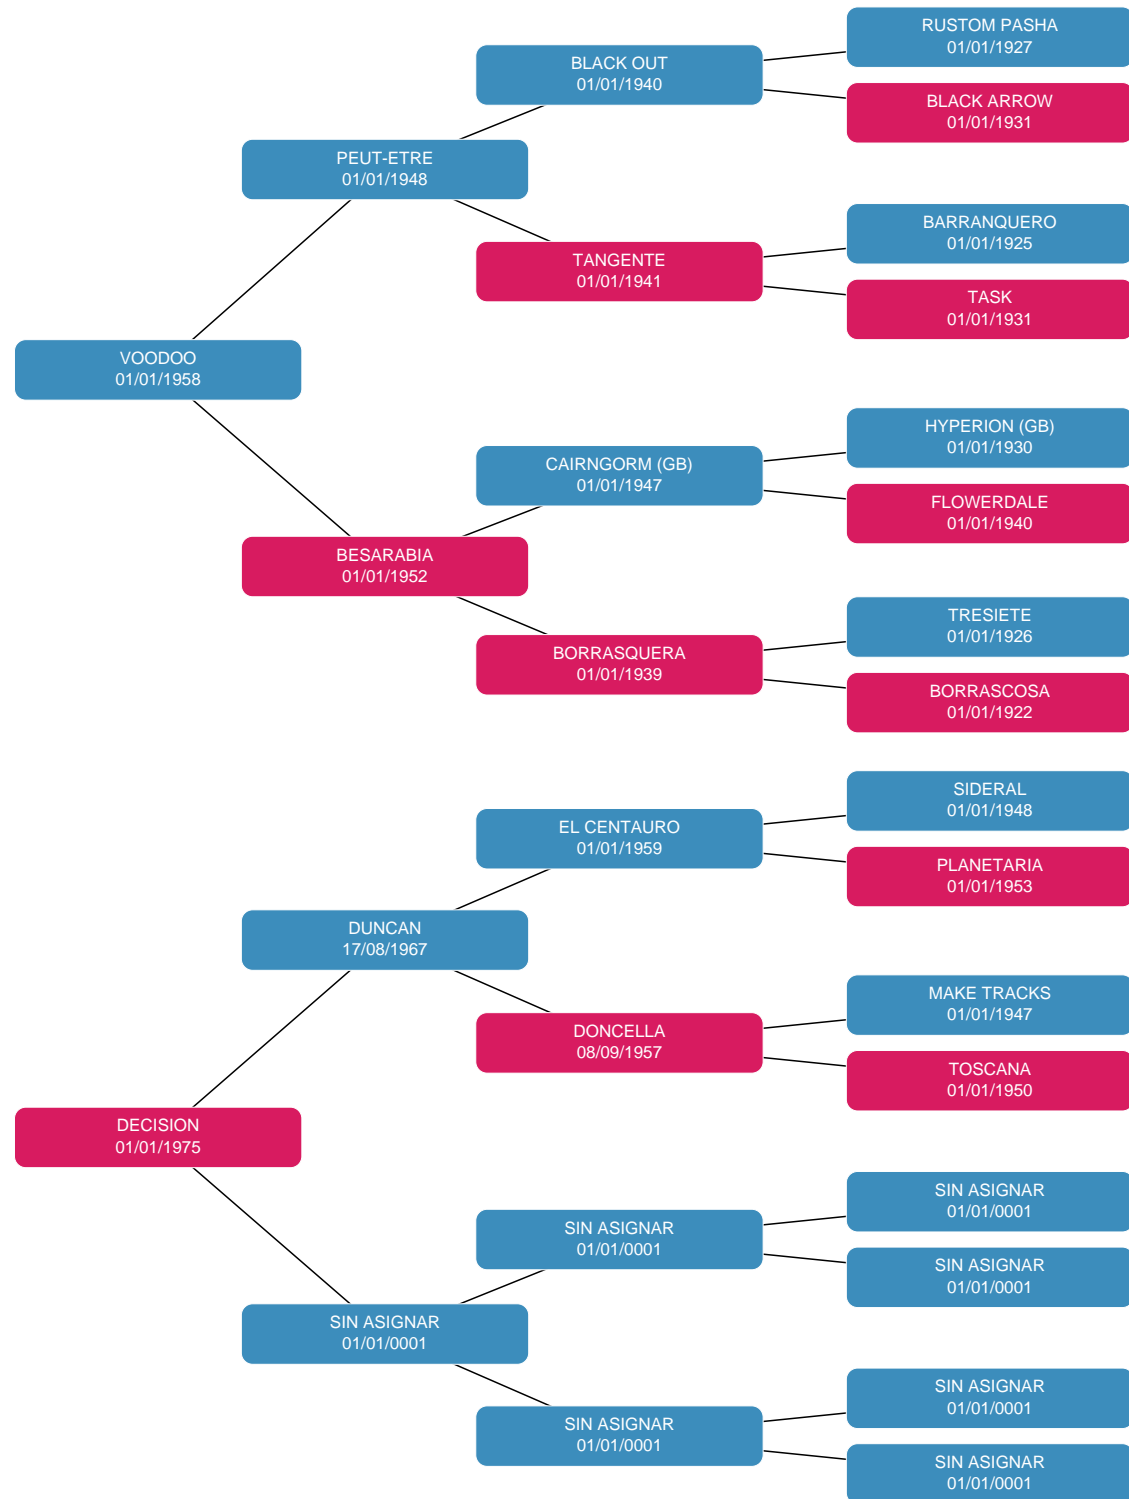 RUSTOM PASHA
01/01/1927
BLACK OUT
01/01/1940
BLACK ARROW
01/01/1931
PEUT-ETRE
01/01/1948
BARRANQUERO
01/01/1925
TANGENTE
01/01/1941
TASK
01/01/1931
VOODOO
01/01/1958
HYPERION (GB)
01/01/1930
CAIRNGORM (GB)
01/01/1947
FLOWERDALE
01/01/1940
BESARABIA
01/01/1952
TRESIETE
01/01/1926
BORRASQUERA
01/01/1939
BORRASCOSA
01/01/1922
SIDERAL
01/01/1948
EL CENTAURO
01/01/1959
PLANETARIA
01/01/1953
DUNCAN
17/08/1967
MAKE TRACKS
01/01/1947
DONCELLA
08/09/1957
TOSCANA
01/01/1950
DECISION
01/01/1975
SIN ASIGNAR
01/01/0001
SIN ASIGNAR
01/01/0001
SIN ASIGNAR
01/01/0001
SIN ASIGNAR
01/01/0001
SIN ASIGNAR
01/01/0001
SIN ASIGNAR
01/01/0001
SIN ASIGNAR
01/01/0001